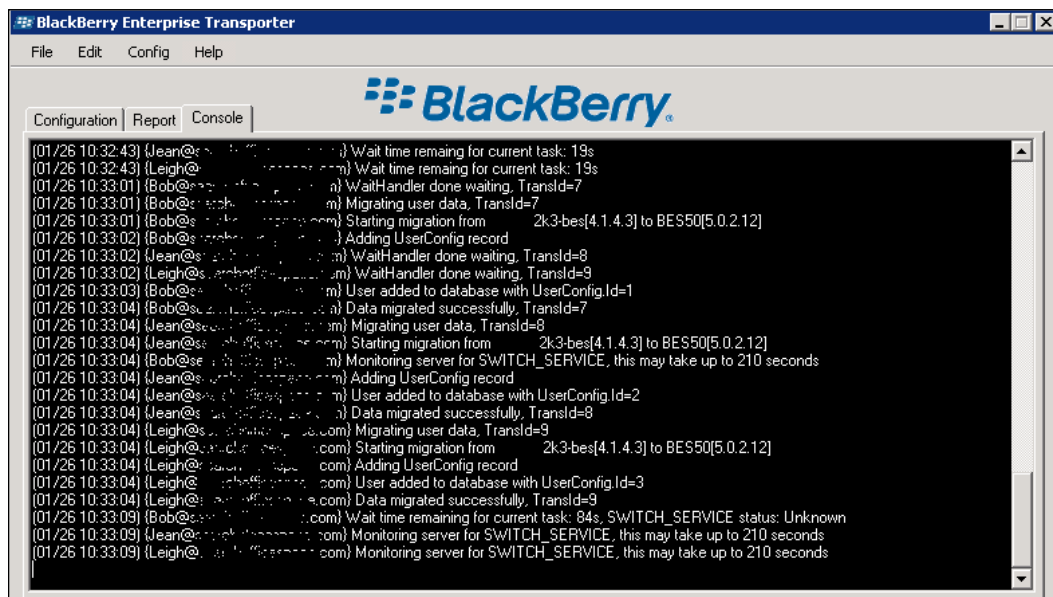 BlackBerry Enterprise Transporter
File Edit Config Help
BlackBerry®
Configuration Report Console
(01/26 10:32:43) {Jean@ } Wait time remaing for current task: 19s
(01/26 10:32:43) {Leigh@ m} Wait time remaing for current task: 19s
(01/26 10:33:01) {Bob@ m} WaitHandler done waiting, TransId=7
(01/26 10:33:01) {Bob@ m} Migrating user data, TransId=7
(01/26 10:33:01) {Bob@ .com} Starting migration from 2k3-bes[4.1.4.3] to BES50[5.0.2.12]
(01/26 10:33:02) {Bob@ } Adding UserConfig record
(01/26 10:33:02) {Jean@ m} WaitHandler done waiting, TransId=8
(01/26 10:33:02) {Leigh@ m} WaitHandler done waiting, TransId=9
(01/26 10:33:03) {Bob@ m} User added to database with UserConfig.Id=1
(01/26 10:33:04) {Bob@ } Data migrated successfully, TransId=7
(01/26 10:33:04) {Jean@ m} Migrating user data, TransId=8
(01/26 10:33:04) {Jean@ m} Starting migration from 2k3-bes[4.1.4.3] to BES50[5.0.2.12]
(01/26 10:33:04) {Bob@ m} Monitoring server for SWITCH_SERVICE, this may take up to 210 seconds
(01/26 10:33:04) {Jean@ } Adding UserConfig record
(01/26 10:33:04) {Jean@ } User added to database with UserConfig.Id=2
(01/26 10:33:04) {Jean@ } Data migrated successfully, TransId=8
(01/26 10:33:04) {Leigh@ .com} Migrating user data, TransId=9
(01/26 10:33:04) {Leigh@ .com} Starting migration from 2k3-bes[4.1.4.3] to BES50[5.0.2.12]
(01/26 10:33:04) {Leigh@ com} Adding UserConfig record
(01/26 10:33:04) {Leigh@ .com} User added to database with UserConfig.Id=3
(01/26 10:33:04) {Leigh@ .com} Data migrated successfully, TransId=9
(01/26 10:33:09) {Bob@ .com} Wait time remaining for current task: 84s, SWITCH_SERVICE status: Unknown
(01/26 10:33:09) {Jean@ com} Monitoring server for SWITCH_SERVICE, this may take up to 210 seconds
(01/26 10:33:09) {Leigh@ com} Monitoring server for SWITCH_SERVICE, this may take up to 210 seconds